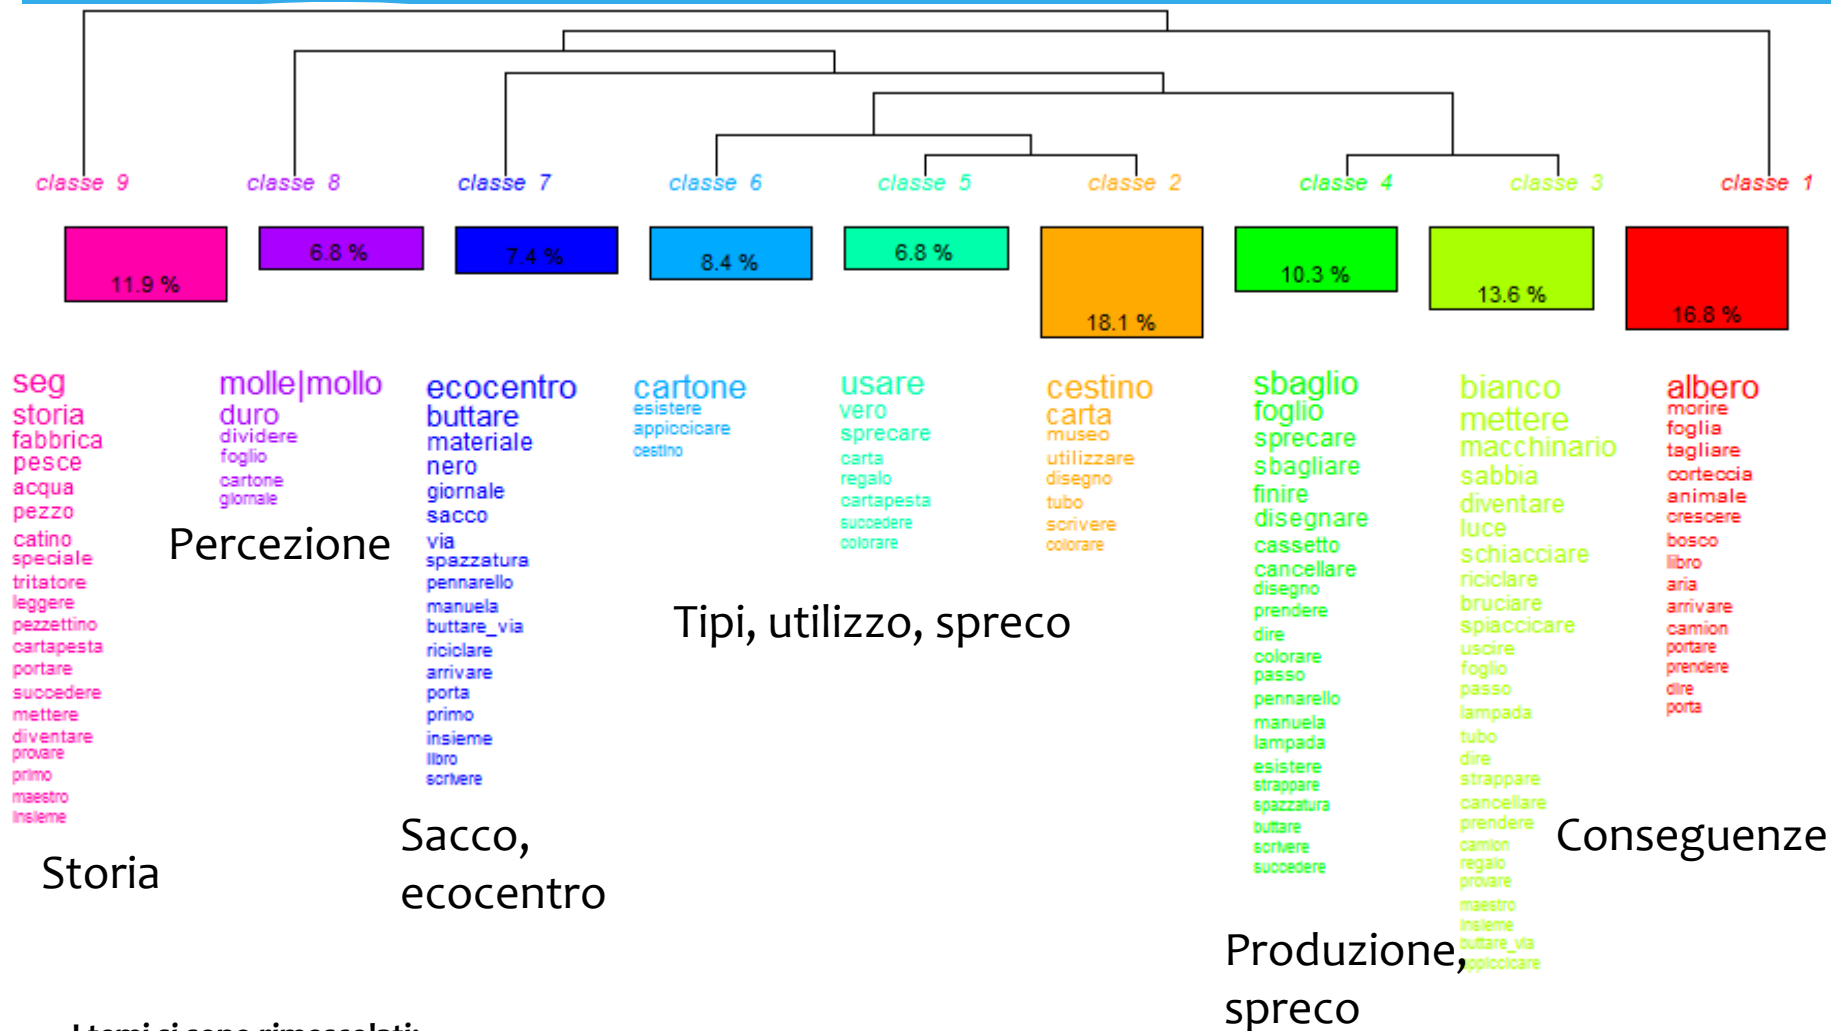 classe 9 classe 8 classe 7 classe 6 classe 5 classe 2 classe 4 classe 3 classe 1
11.9 % 6.8 % 7.4 % 8.4 % 6.8 % 18.1 % 10.3 % 13.6 % 16.8 %
seg
storia
fabbrica
pesce
acqua
pezzo
catino
speciale
tritatore
leggere
pezzettino
cartapesta
portare
succedere
mettere
diventare
provare
primo
maestro
insieme
Storia
molle|mollo
duro
dividere
foglio
cartone
giornale
Percezione
ecocentro
buttare
materiale
nero
giornale
sacco
via
spazzatura
pennarello
manuela
buttare_via
riciclare
arrivare
porta
primo
insieme
libro
scrivere
Sacco,
ecocentro
cartone
esistere
appiccicare
cestino
usare
vero
sprecare
carta
regalo
cartapesta
succedere
colorare
cestino
carta
museo
utilizzare
disegno
tubo
scrivere
colorare
Tipi, utilizzo, spreco
sbaglio
foglio
sprecare
sbagliare
finire
disegnare
cassetto
cancellare
disegno
prendere
dire
colorare
passo
pennarello
manuela
lampada
esistere
strappare
spazzatura
buttare
scrivere
succedere
bianco
mettere
macchinario
sabbia
diventare
luce
schiacciare
riciclare
bruciare
spiaccicare
uscire
foglio
passo
lampada
tubo
dire
strappare
cancellare
prendere
camion
regalo
provare
maestro
insieme
buttare_via
appiccicare
Produzione,
spreco
albero
morire
foglia
tagliare
corteccia
animale
crescere
bosco
libro
aria
arrivare
camion
portare
prendere
dire
porta
Conseguenze
I temi si sono rimescolati: